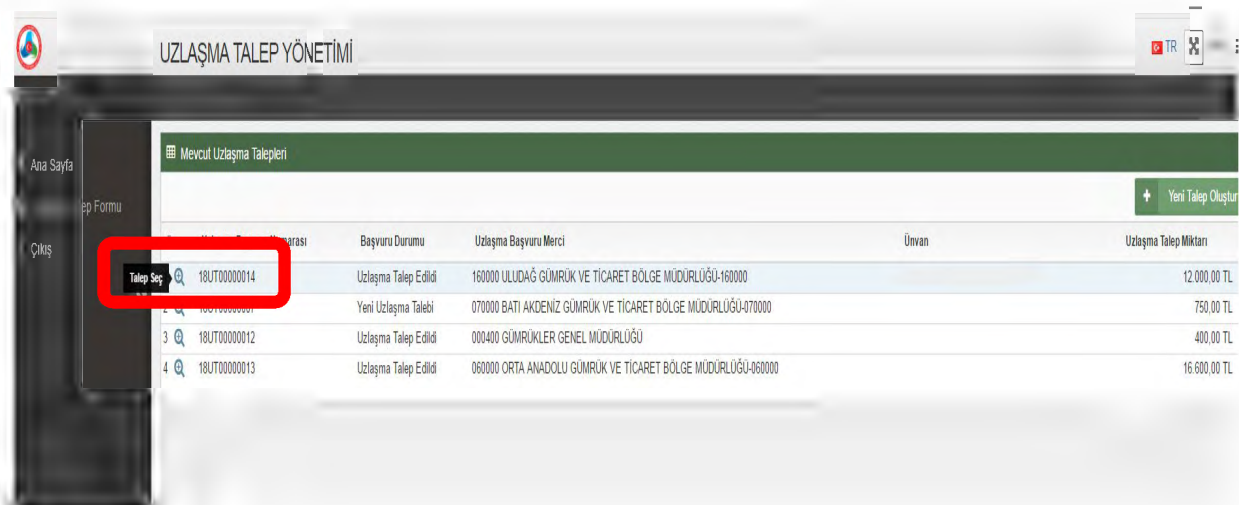 UZLAŞMA TALEP YÖNETİMİ
TR
Ana Sayfa
ep Formu
Çıkış
Mevcut Uzlaşma Talepleri
+ Yeni Talep Oluştur
arası Başvuru Durumu Uzlaşma Başvuru Merci Ünvan Uzlaşma Talep Miktarı
Talep Seç 18UT00000014 Uzlaşma Talep Edildi 160000 ULUDAĞ GÜMRÜK VE TİCARET BÖLGE MÜDÜRLÜĞÜ-160000 12.000,00 TL
2 Yeni Uzlaşma Talebi 070000 BATI AKDENİZ GÜMRÜK VE TİCARET BÖLGE MÜDÜRLÜĞÜ-070000 750,00 TL
3 18UT00000012 Uzlaşma Talep Edildi 000400 GÜMRÜKLER GENEL MÜDÜRLÜĞÜ 400,00 TL
4 18UT00000013 Uzlaşma Talep Edildi 060000 ORTA ANADOLU GÜMRÜK VE TİCARET BÖLGE MÜDÜRLÜĞÜ-060000 16.600,00 TL